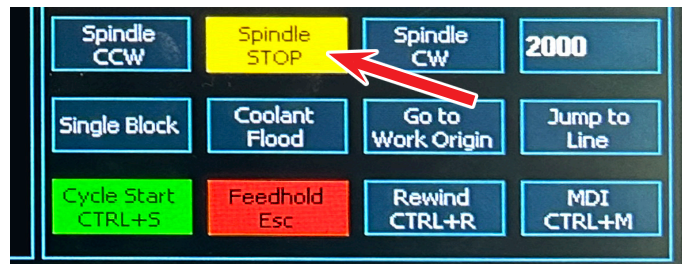 Spindle
CCW
Spindle
STOP
Spindle
CW
2000
Single Block
Coolant
Flood
Go to
Work Origin
Jump to
Line
Cycle Start
CTRL+S
Feedhold
Esc
Rewind
CTRL+R
MDI
CTRL+M